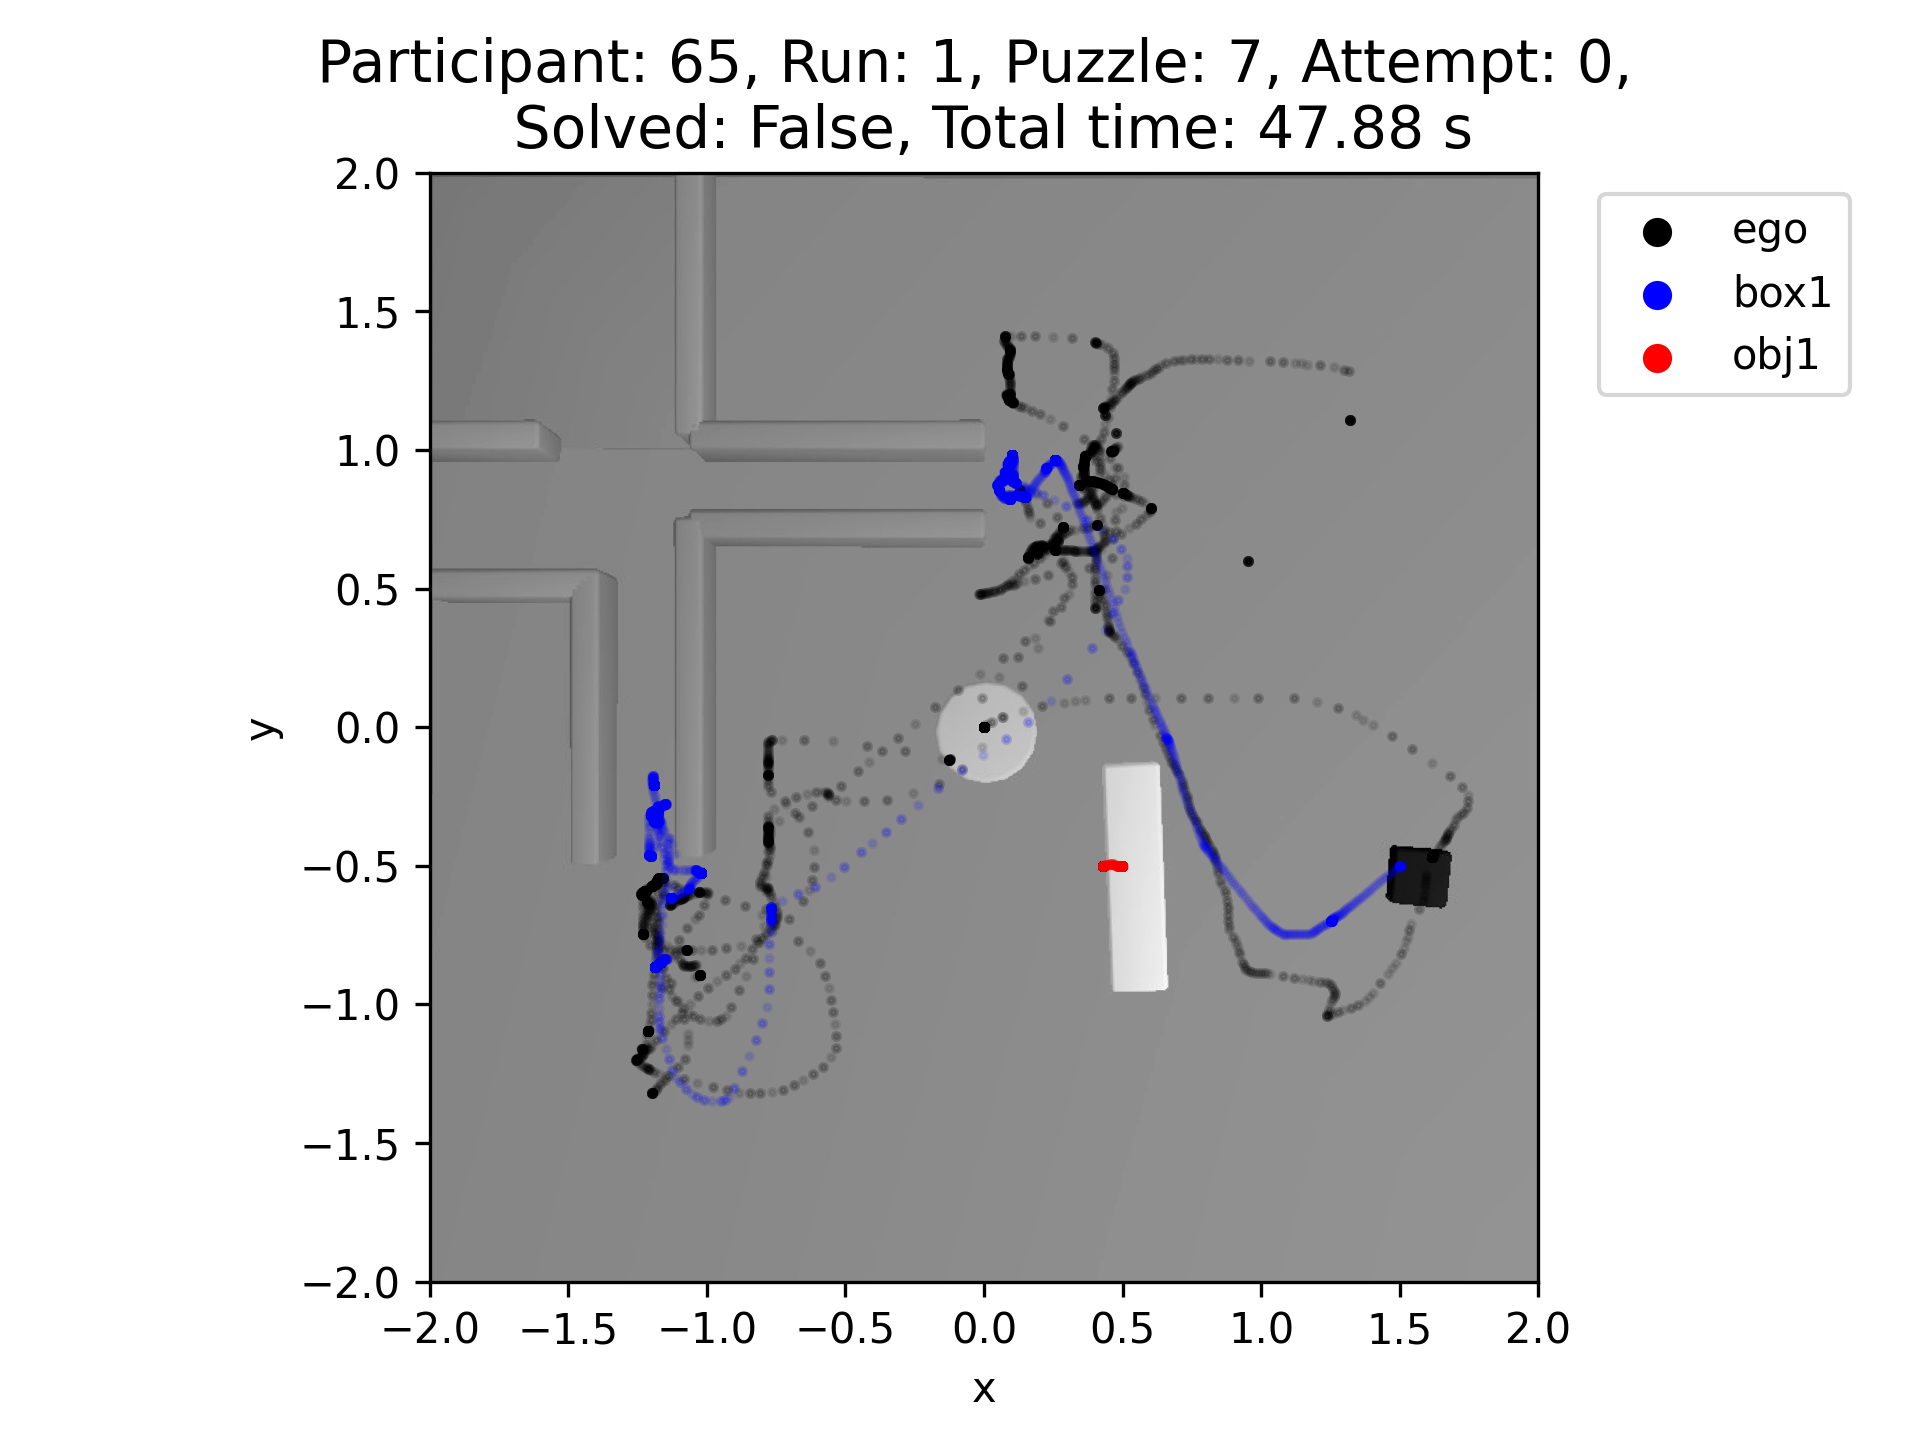 Participant: 65, Run: 1, Puzzle: 7, Attempt: 0,
Solved: False, Total time: 47.88 s
ego
box1
obj1
y
2.0
1.5
1.0
0.5
0.0
−0.5
−1.0
−1.5
−2.0
−2.0 −1.5 −1.0 −0.5 0.0 0.5 1.0 1.5 2.0
x